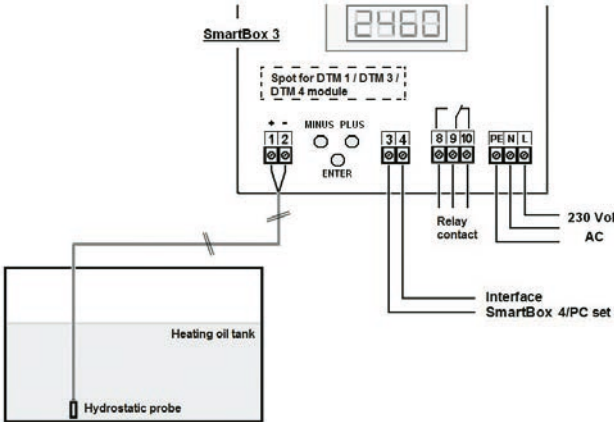 SmartBox 3
2460
Spot for DTM 1 / DTM 3 /
DTM 4 module
+ -
MINUS PLUS
1 2
3 4
8 9 10
PE N L
ENTER
Relay
contact
230 Vol
AC
Interface
SmartBox 4/PC set
Heating oil tank
Hydrostatic probe